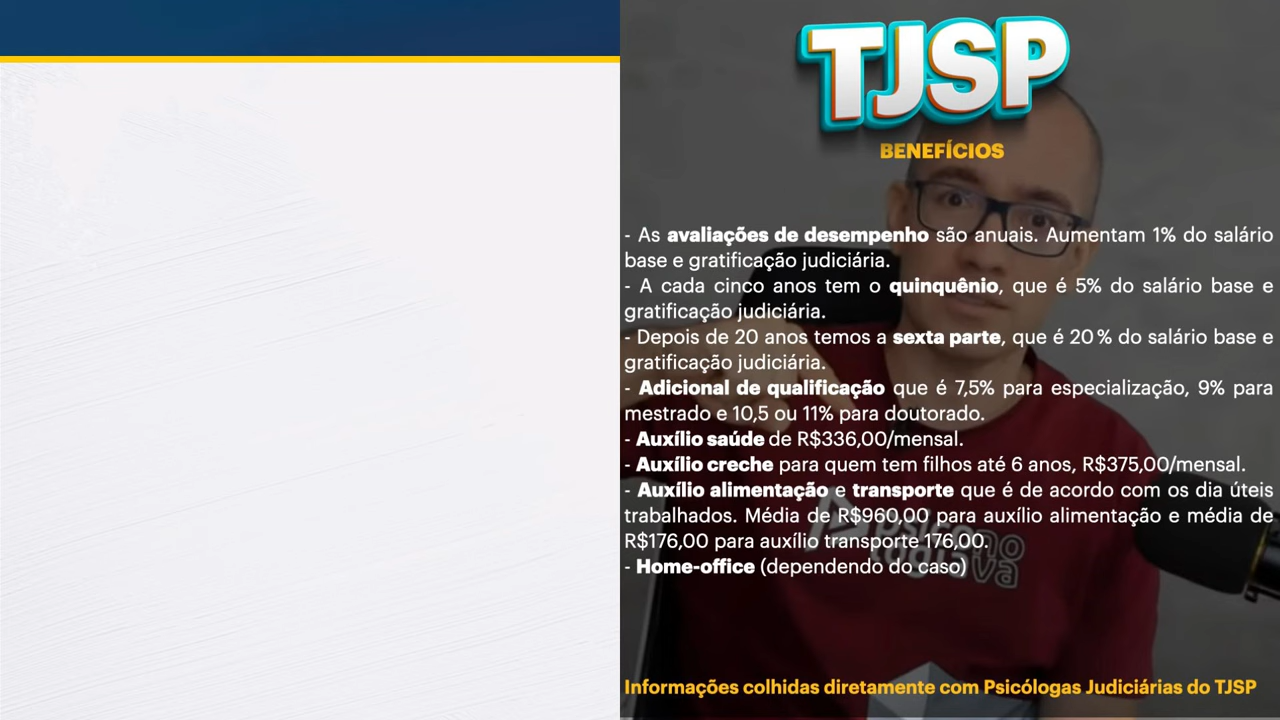 TJSP
BENEFÍCIOS
- As avaliações de desempenho são anuais. Aumentam 1% do salário
base e gratificação judiciária.
- A cada cinco anos tem o quinquênio, que é 5% do salário base e
gratificação judiciária.
- Depois de 20 anos temos a sexta parte, que é 20% do salário base e
gratificação judiciária.
- Adicional de qualificação que é 7,5% para especialização, 9% para
mestrado e 10,5 ou 11% para doutorado.
- Auxílio saúde de R$336,00/mensal.
- Auxílio creche para quem tem filhos até 6 anos, R$375,00/mensal.
- Auxílio alimentação e transporte que é de acordo com os dia úteis
trabalhados. Média de R$960,00 para auxílio alimentação e média de
R$176,00 para auxílio transporte 176,00.
- Home-office (dependendo do caso)
Informações colhidas diretamente com Psicólogas Judiciárias do TJSP